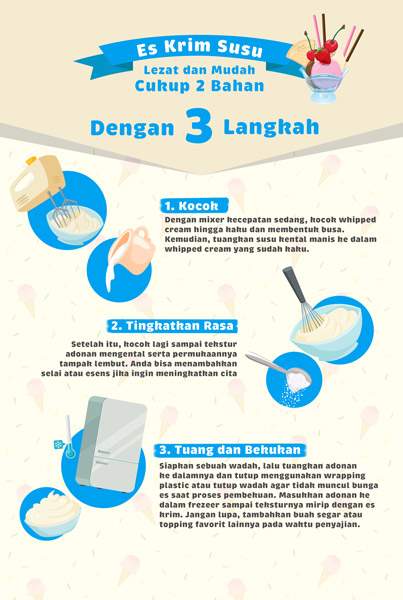 Es Krim Susu
Lezat dan Mudah
Cukup 2 Bahan
Dengan 3 Langkah
1. Kocok
Dengan mixer kecepatan sedang, kocok whipped
cream hingga kaku dan membentuk busa.
Kemudian, tuangkan susu kental manis ke dalam
whipped cream yang sudah kaku.
2. Tingkatkan Rasa
Setelah itu, kocok lagi sampai tekstur
adonan mengental serta permukaannya
tampak lembut. Anda bisa menambahkan
selai atau esens jika ingin meningkatkan cita
3. Tuang dan Bekukan
Siapkan sebuah wadah, lalu tuangkan adonan
ke dalamnya dan tutup menggunakan wrapping
plastic atau tutup wadah agar tidak muncul bunga
es saat proses pembekuan. Masukkan adonan ke
dalam frezeer sampai teksturnya mirip dengan es
krim. Jangan lupa, tambahkan buah segar atau
topping favorit lainnya pada waktu penyajian.